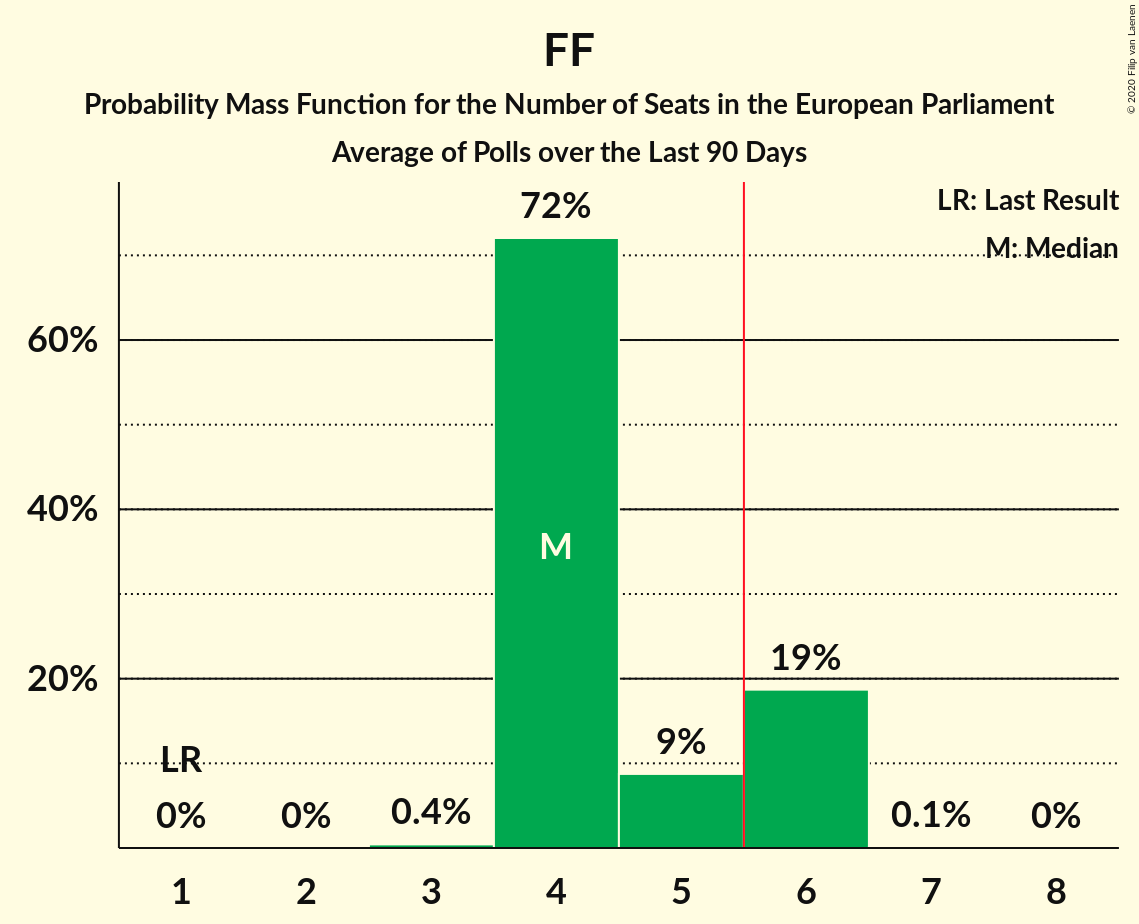 FF
Probability Mass Function for the Number of Seats in the European Parliament
Average of Polls over the Last 90 Days
© 2020 Filip van Laenen
LR: Last Result
M: Median
72%
60%
40%
M
19%
20%
9%
LR
0%
0%
0.4%
0.1%
0%
1 2 3 4 5 6 7 8